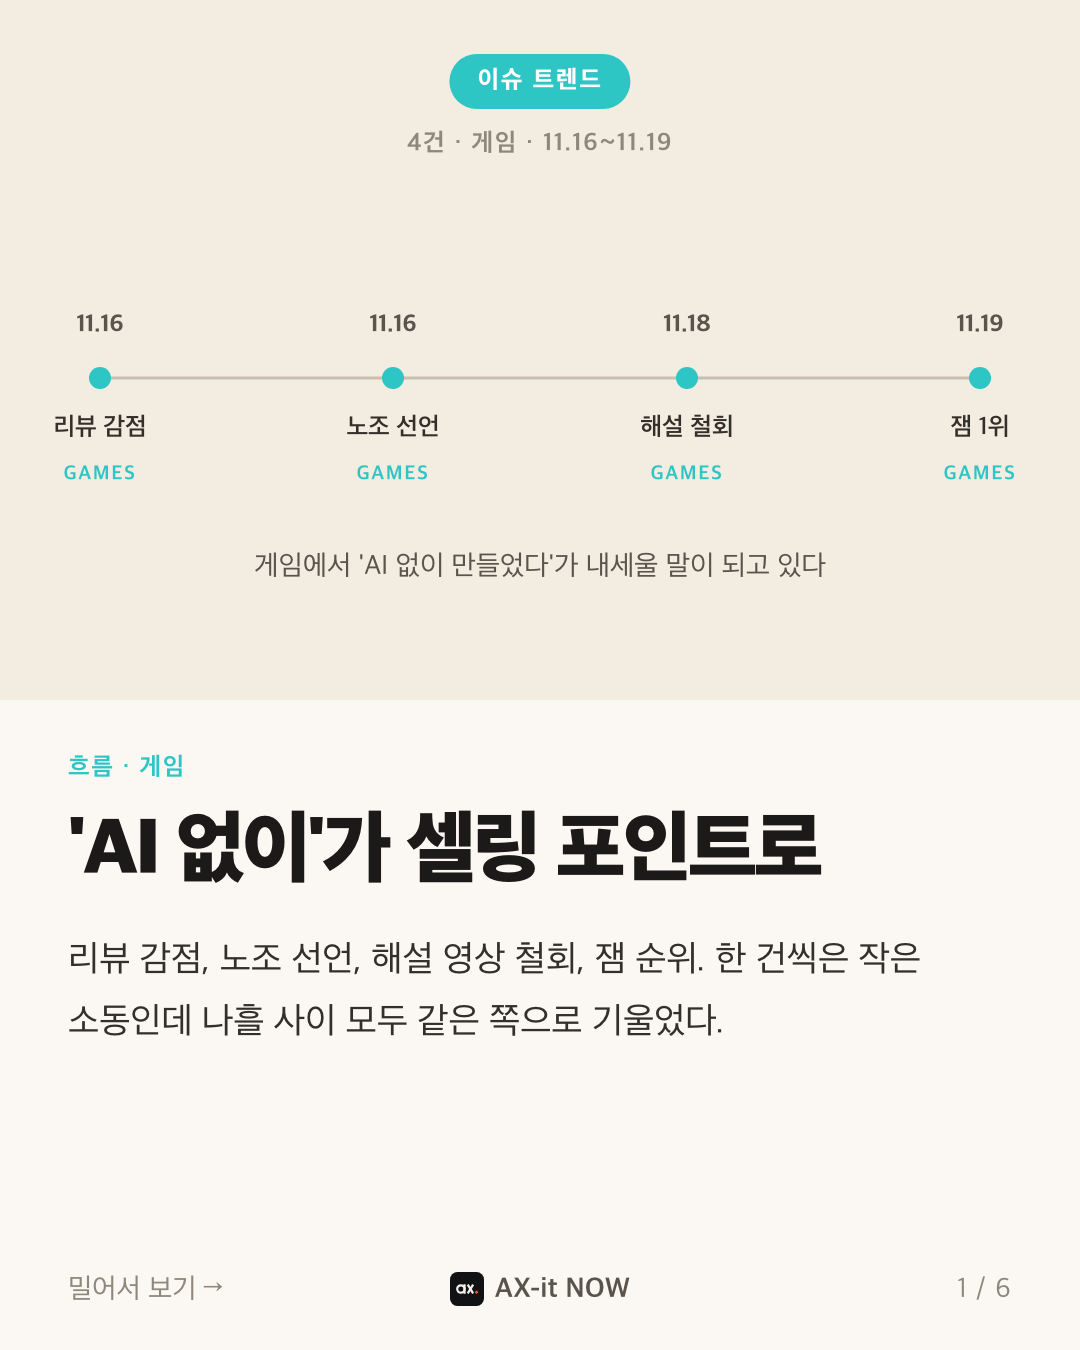 이슈 트렌드
4건 · 게임 · 11.16~11.19
11.16 11.16 11.18 11.19
리뷰 감점 노조 선언 해설 철회 잼 1위
GAMES GAMES GAMES GAMES
게임에서 'AI 없이 만들었다'가 내세울 말이 되고 있다
흐름 · 게임
'AI 없이'가 셀링 포인트로
리뷰 감점, 노조 선언, 해설 영상 철회, 잼 순위. 한 건씩은 작은
소동인데 나흘 사이 모두 같은 쪽으로 기울었다.
밀어서 보기 → ax. AX-it NOW 1 / 6